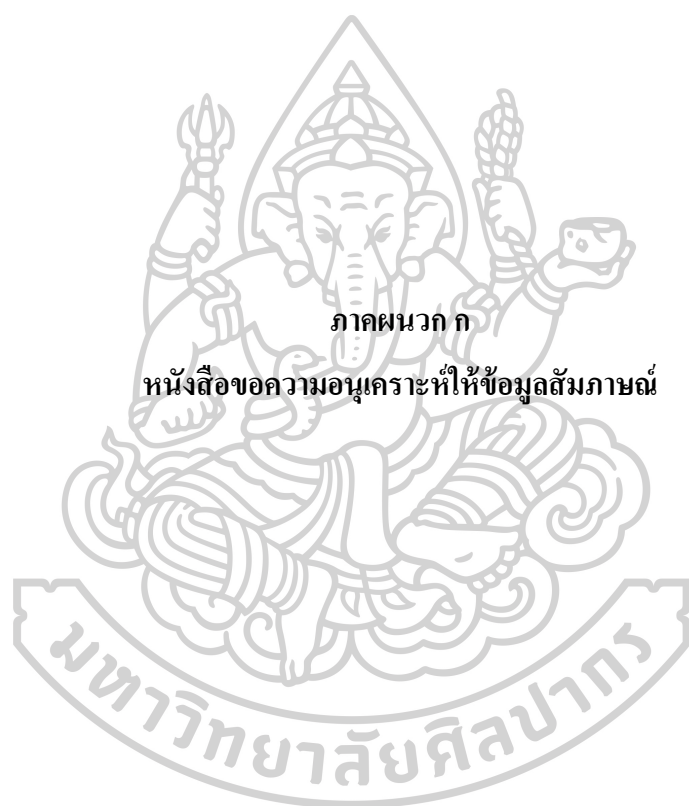 ภาคผนวก ก
หนังสือขอความอนุเคราะห์ให้ข้อมูลสัมภาษณ์
มหาวิทยาลัยศิลปากร